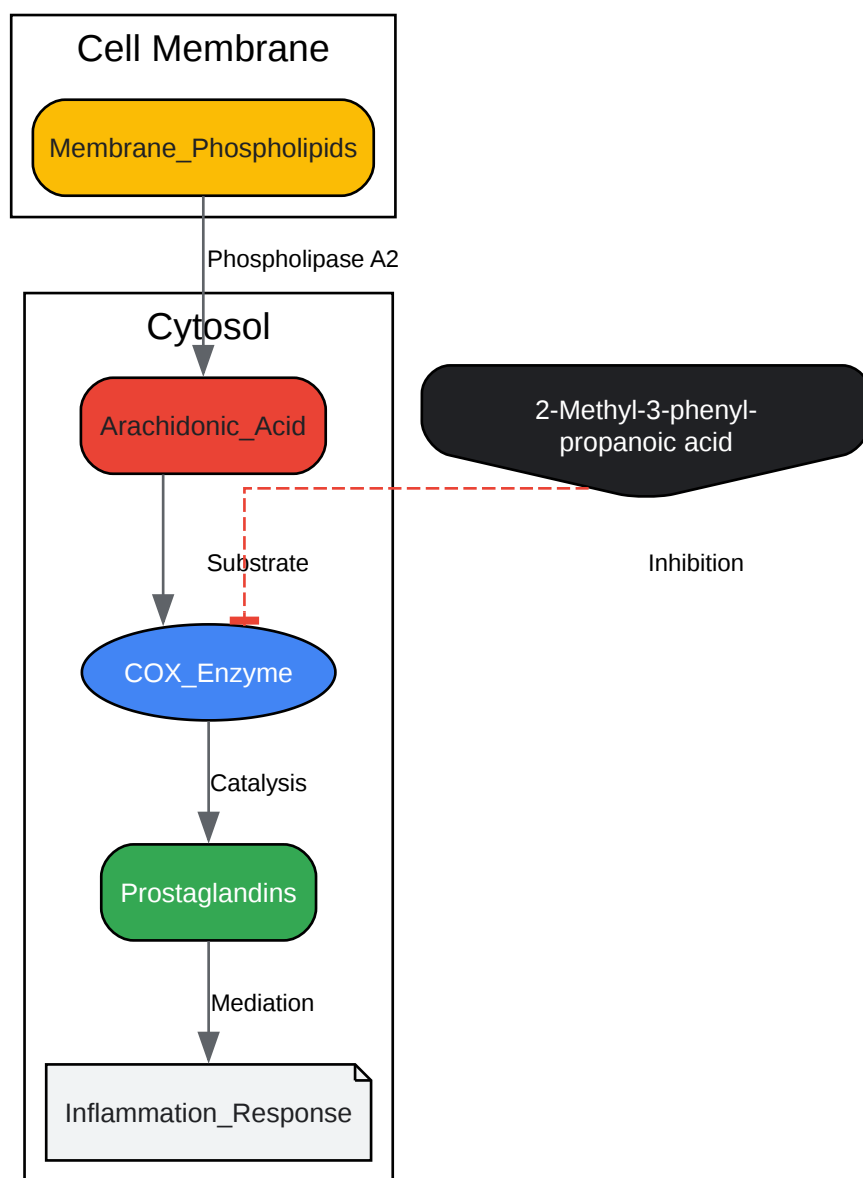 Cell Membrane
Membrane_Phospholipids
Phospholipase A2
Cytosol
Arachidonic_Acid
2-Methyl-3-phenyl-
propanoic acid
Substrate
Inhibition
COX_Enzyme
Catalysis
Prostaglandins
Mediation
Inflammation_Response